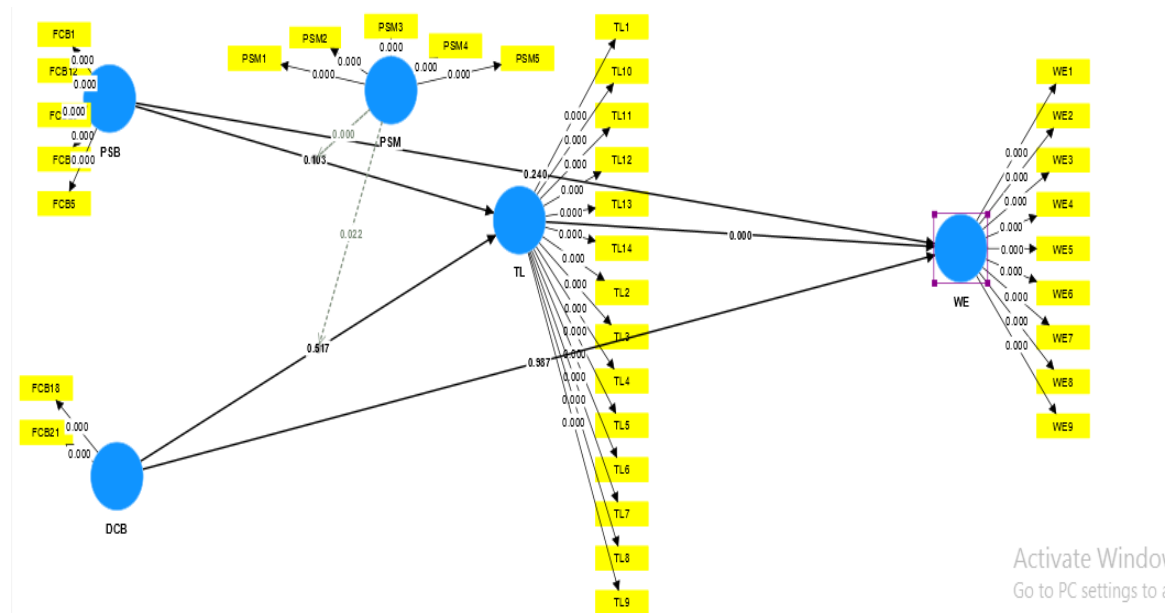 FCB1
0.000
FCB12
0.000
0.000
0.000
0.000
FCB5
PSB
PSM1
PSM2
PSM3
PSM4
PSM5
0.000
0.000
0.000
0.000
0.000
PSM
0.000
0.103
0.022
0.240
0.517
0.000
0.987
FCB18
FCB21
0.000
0.000
DCB
TL
TL1
TL10
TL11
TL12
TL13
TL14
TL2
TL3
TL4
TL5
TL6
TL7
TL8
TL9
0.000
0.000
0.000
0.000
0.000
0.000
0.000
0.000
0.000
0.000
0.000
0.000
0.000
0.000
WE
WE1
WE2
WE3
WE4
WE5
WE6
WE7
WE8
WE9
0.000
0.000
0.000
0.000
0.000
0.000
0.000
0.000
0.000
Activate Window
Go to PC settings to a